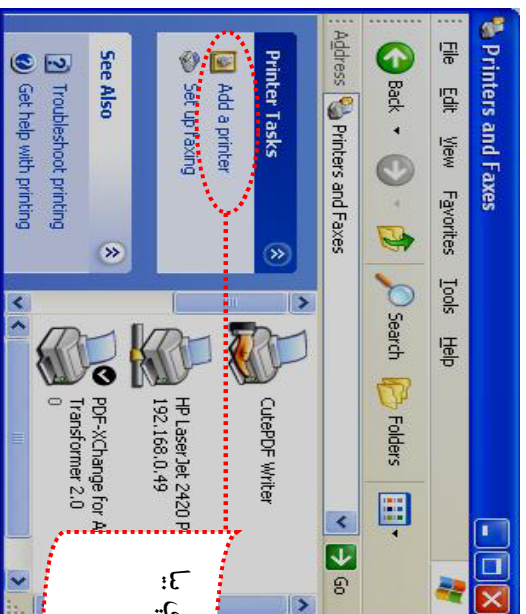 Printers and Faxes
File Edit View Favorites Tools Help
Back Search Folders
Address Printers and Faxes Go
Printer Tasks
Add a printer
Set up faxing
See Also
Troubleshoot printing
Get help with printing
CutePDF Writer
HP LaserJet 2420 P
192.168.0.49
PDF-XChange for A
Transformer 2.0
0